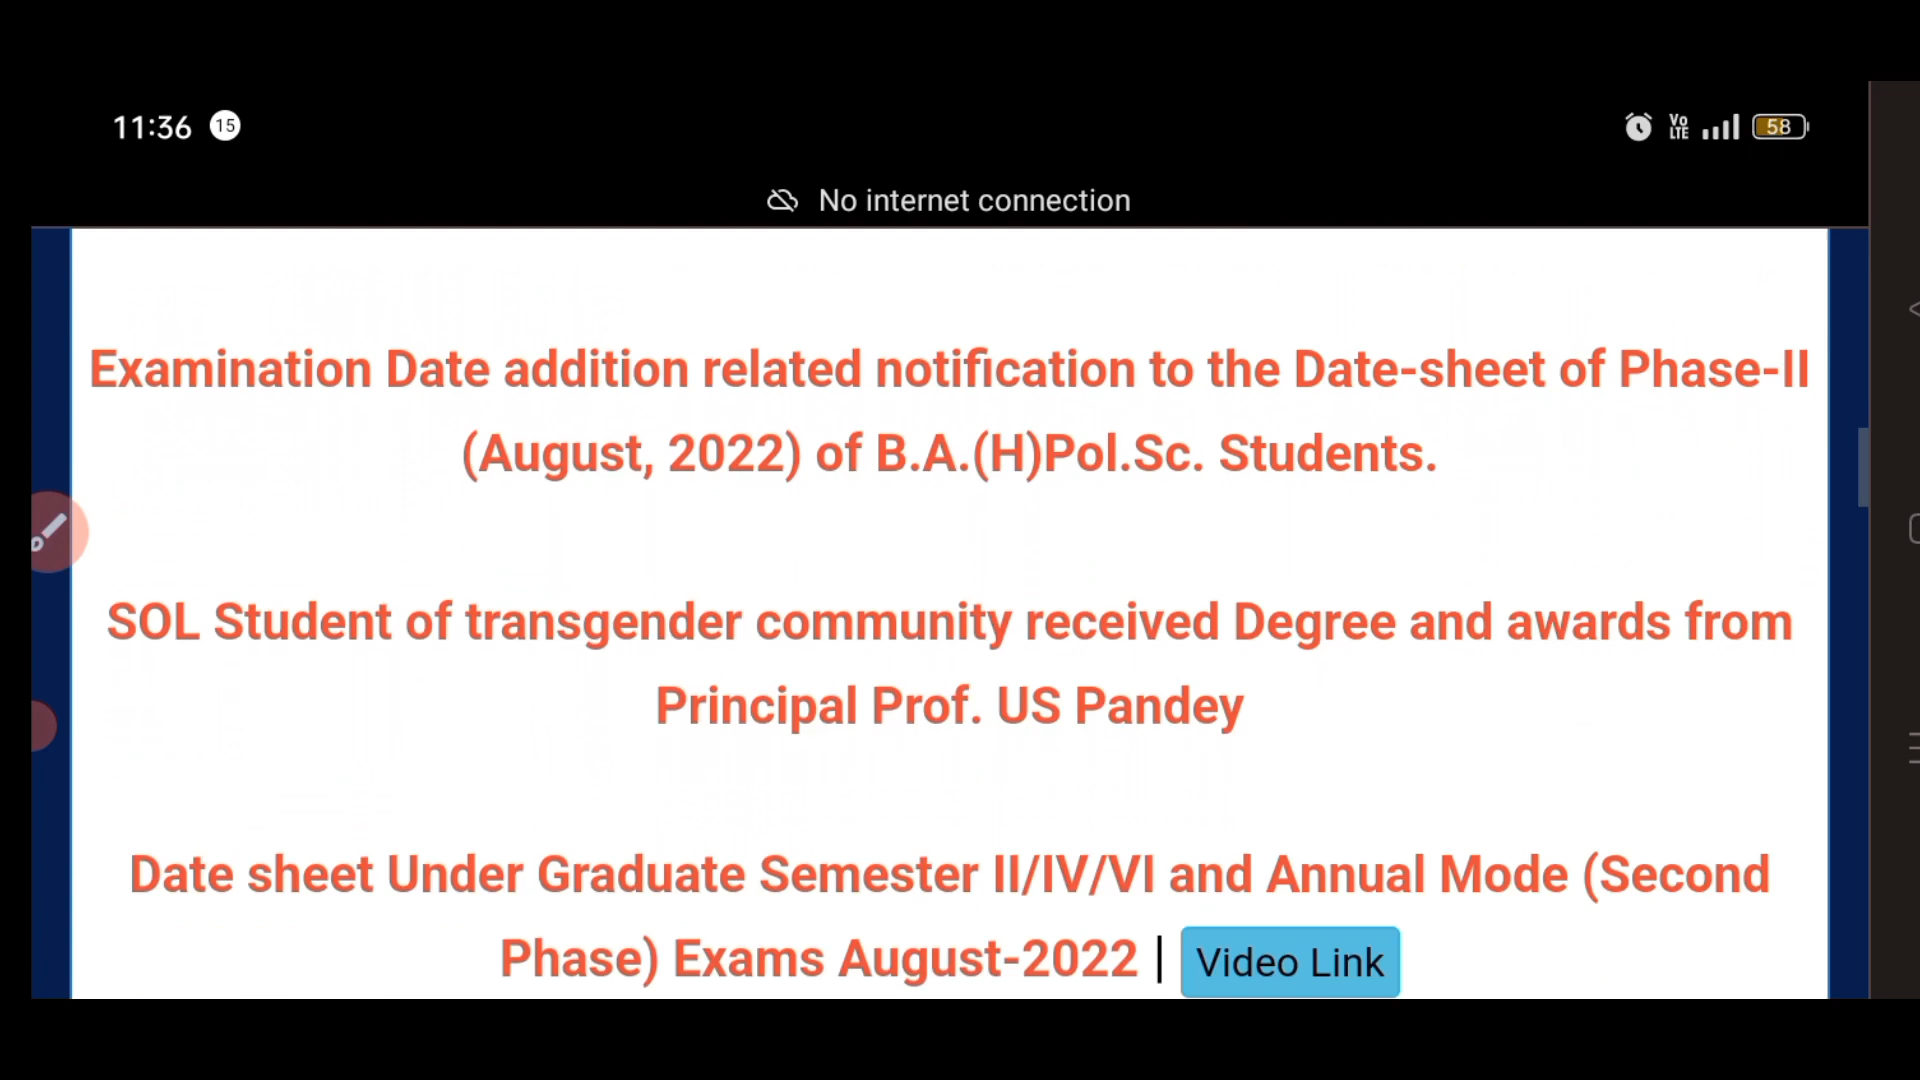 11:36 15
Vo LTE 58
No internet connection
Examination Date addition related notification to the Date-sheet of Phase-II
(August, 2022) of B.A.(H)Pol.Sc. Students.
SOL Student of transgender community received Degree and awards from
Principal Prof. US Pandey
Date sheet Under Graduate Semester II/IV/VI and Annual Mode (Second
Phase) Exams August-2022 | Video Link